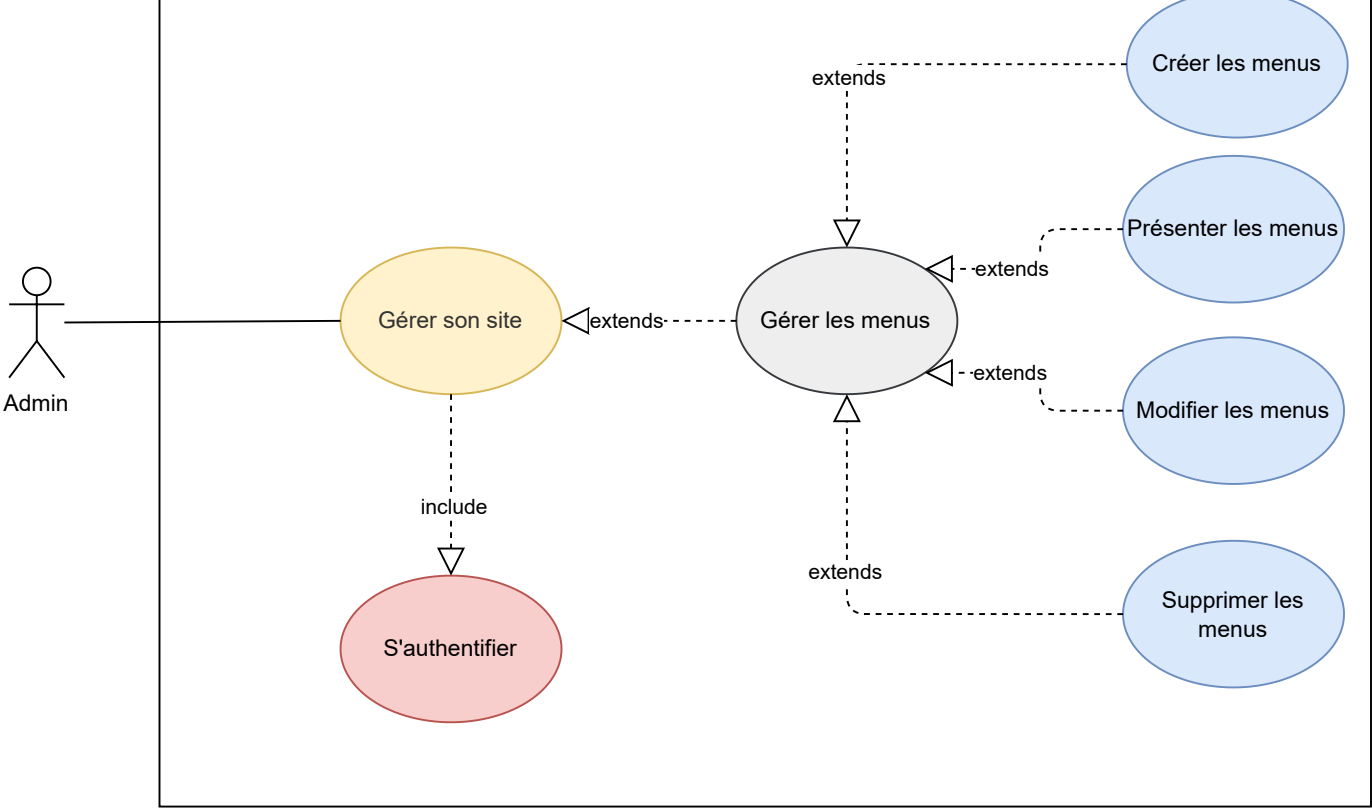 Créer les menus
extends
Présenter les menus
extends
Admin
Gérer son site
extends
Gérer les menus
extends
Modifier les menus
include
extends
Supprimer les
menus
S'authentifier